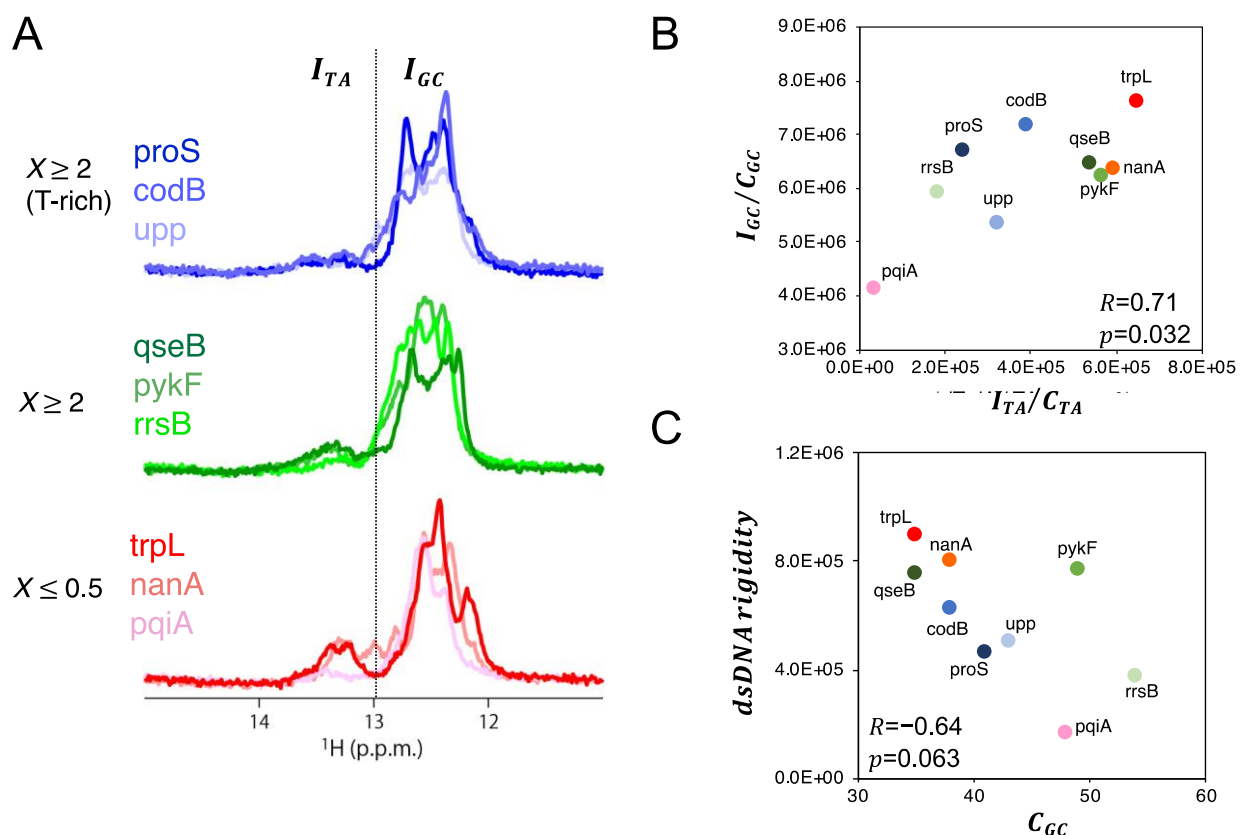 A
I_TA
I_GC
X ≥ 2
(T-rich)
proS
codB
upp
X ≥ 2
qseB
pykF
rrsB
X ≤ 0.5
trpL
nanA
pqiA
14
13
12
¹H (p.p.m.)
B
I_GC/C_GC
9.0E+06
8.0E+06
7.0E+06
6.0E+06
5.0E+06
4.0E+06
3.0E+06
trpL
codB
proS
qseB
rrsB
nanA
pykF
upp
pqiA
R=0.71
p=0.032
0.0E+00
2.0E+05
4.0E+05
6.0E+05
8.0E+05
I_TA/C_TA
C
dsDNA rigidity
1.2E+06
8.0E+05
4.0E+05
0.0E+00
trpL
nanA
pykF
qseB
codB
upp
proS
rrsB
pqiA
R=−0.64
p=0.063
30
40
50
60
C_GC